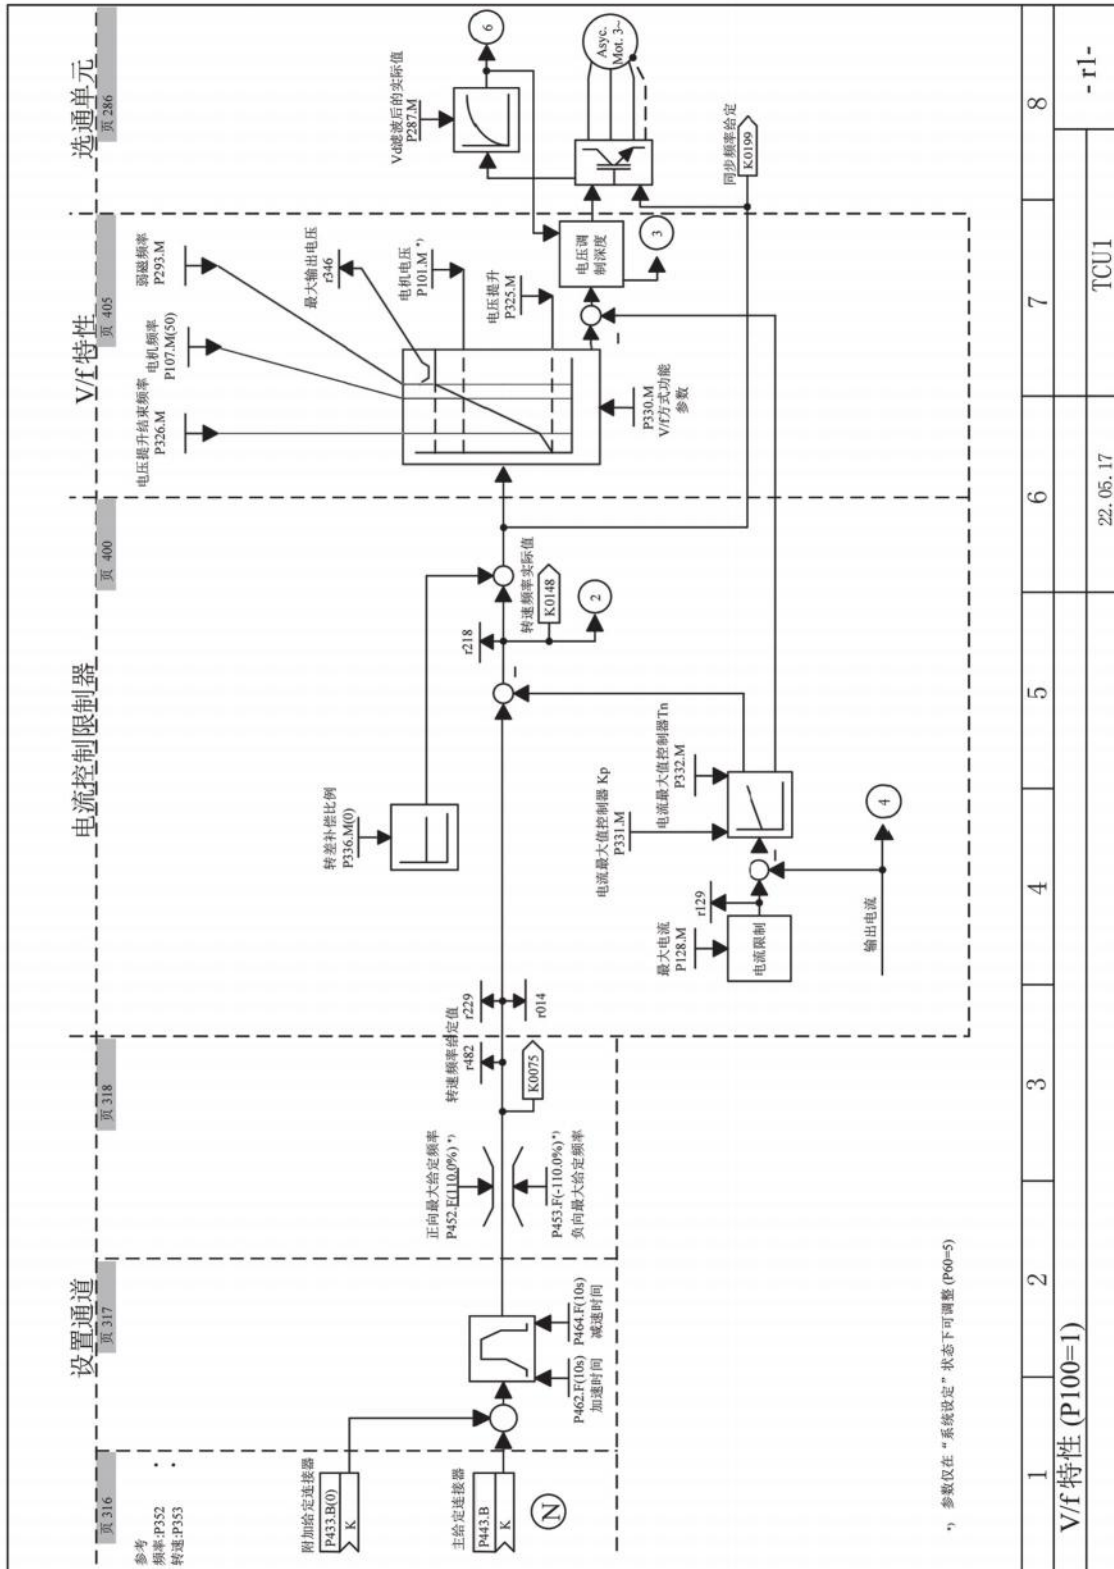 设置通道
电流控制限制器
V/f 特性
选通单元
页 316
页 317
页 318
页 400
页 405
页 286
参考
频率:P352
转速:P353
附加给定连接器
P433.B(0)
K
主给定连接器
P443.B
K
N
P462.F(10s)
加速时间
P464.F(10s)
减速时间
正向最大给定频率
P452.F(110.0%) *)
P453.F(-110.0%) *)
负向最大给定频率
转速频率给定值
r482
K0075
r229
r014
转差补偿比例
P336.M(0)
r218
转速频率实际值
K0148
2
最大电流
P128.M
r129
电流限制
电流最大值控制器 Kp
P331.M
电流最大值控制器Tn
P332.M
输出电流
4
电压提升结束频率
P326.M
电机频率
P107.M(50)
弱磁频率
P293.M
最大输出电压
r346
电机电压
P101.M *)
电压提升
P325.M
P330.M
V/f方式功能
参数
电压调
制深度
3
Vd滤波后的实际值
P287.M
6
Asyc.
Mot. 3~
同步频率给定
K0199
*) 参数仅在“系统设定”状态下可调整 (P60=5)
1 2 3 4 5 6 7 8
V/f 特性 (P100=1)
22. 05. 17
TCU1
- r1-